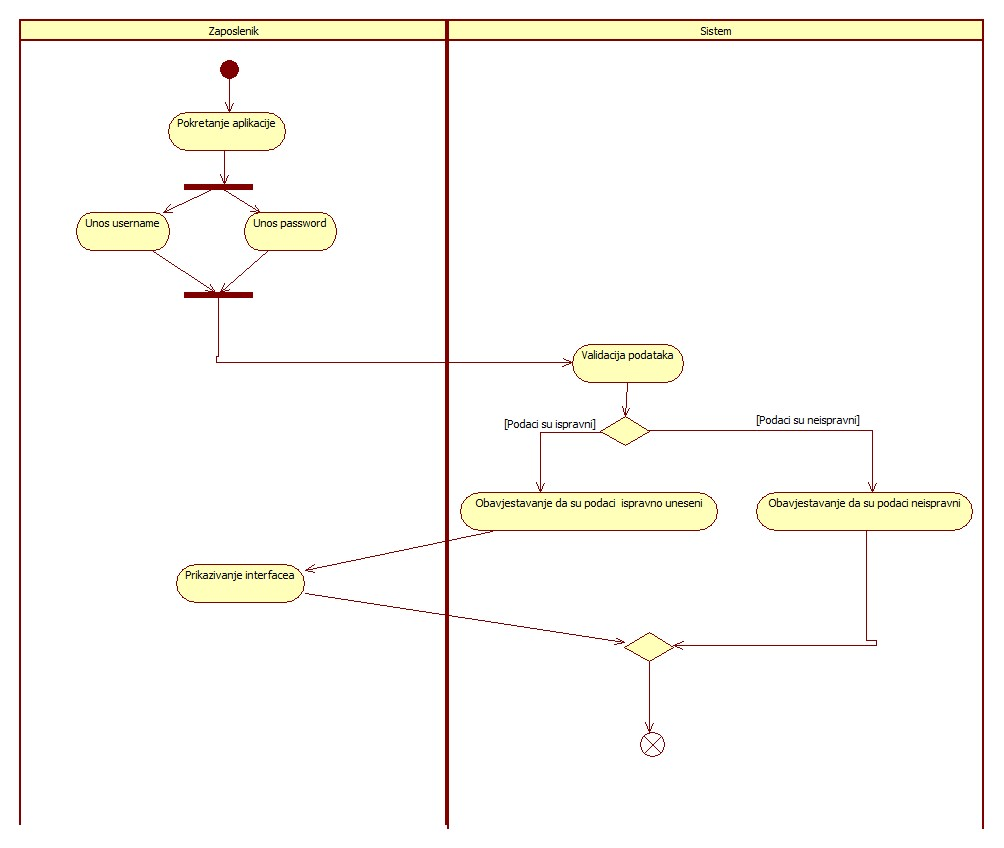 Zaposlenik
Sistem
Pokretanje aplikacije
Unos username
Unos password
Validacija podataka
[Podaci su ispravni]
[Podaci su neispravni]
Obavjestavanje da su podaci  ispravno uneseni
Obavjestavanje da su podaci neispravni
Prikazivanje interfacea